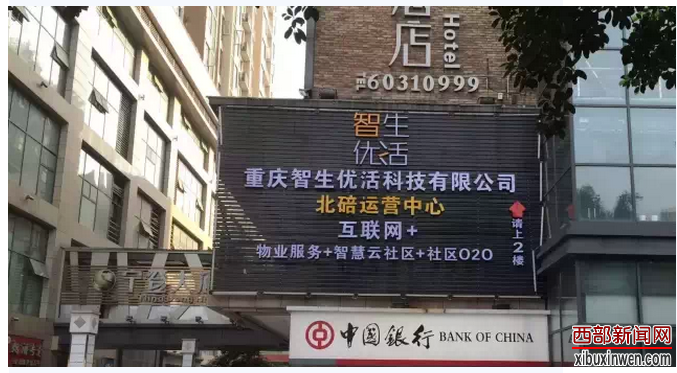 店
Hotel
TEL 60310999
智生
优活
重庆智生优活科技有限公司
北碚运营中心
互联网+
物业服务+智慧云社区+社区O2O
请上2楼
中國銀行 BANK OF CHINA
西部新闻网
xibuxinwen.com